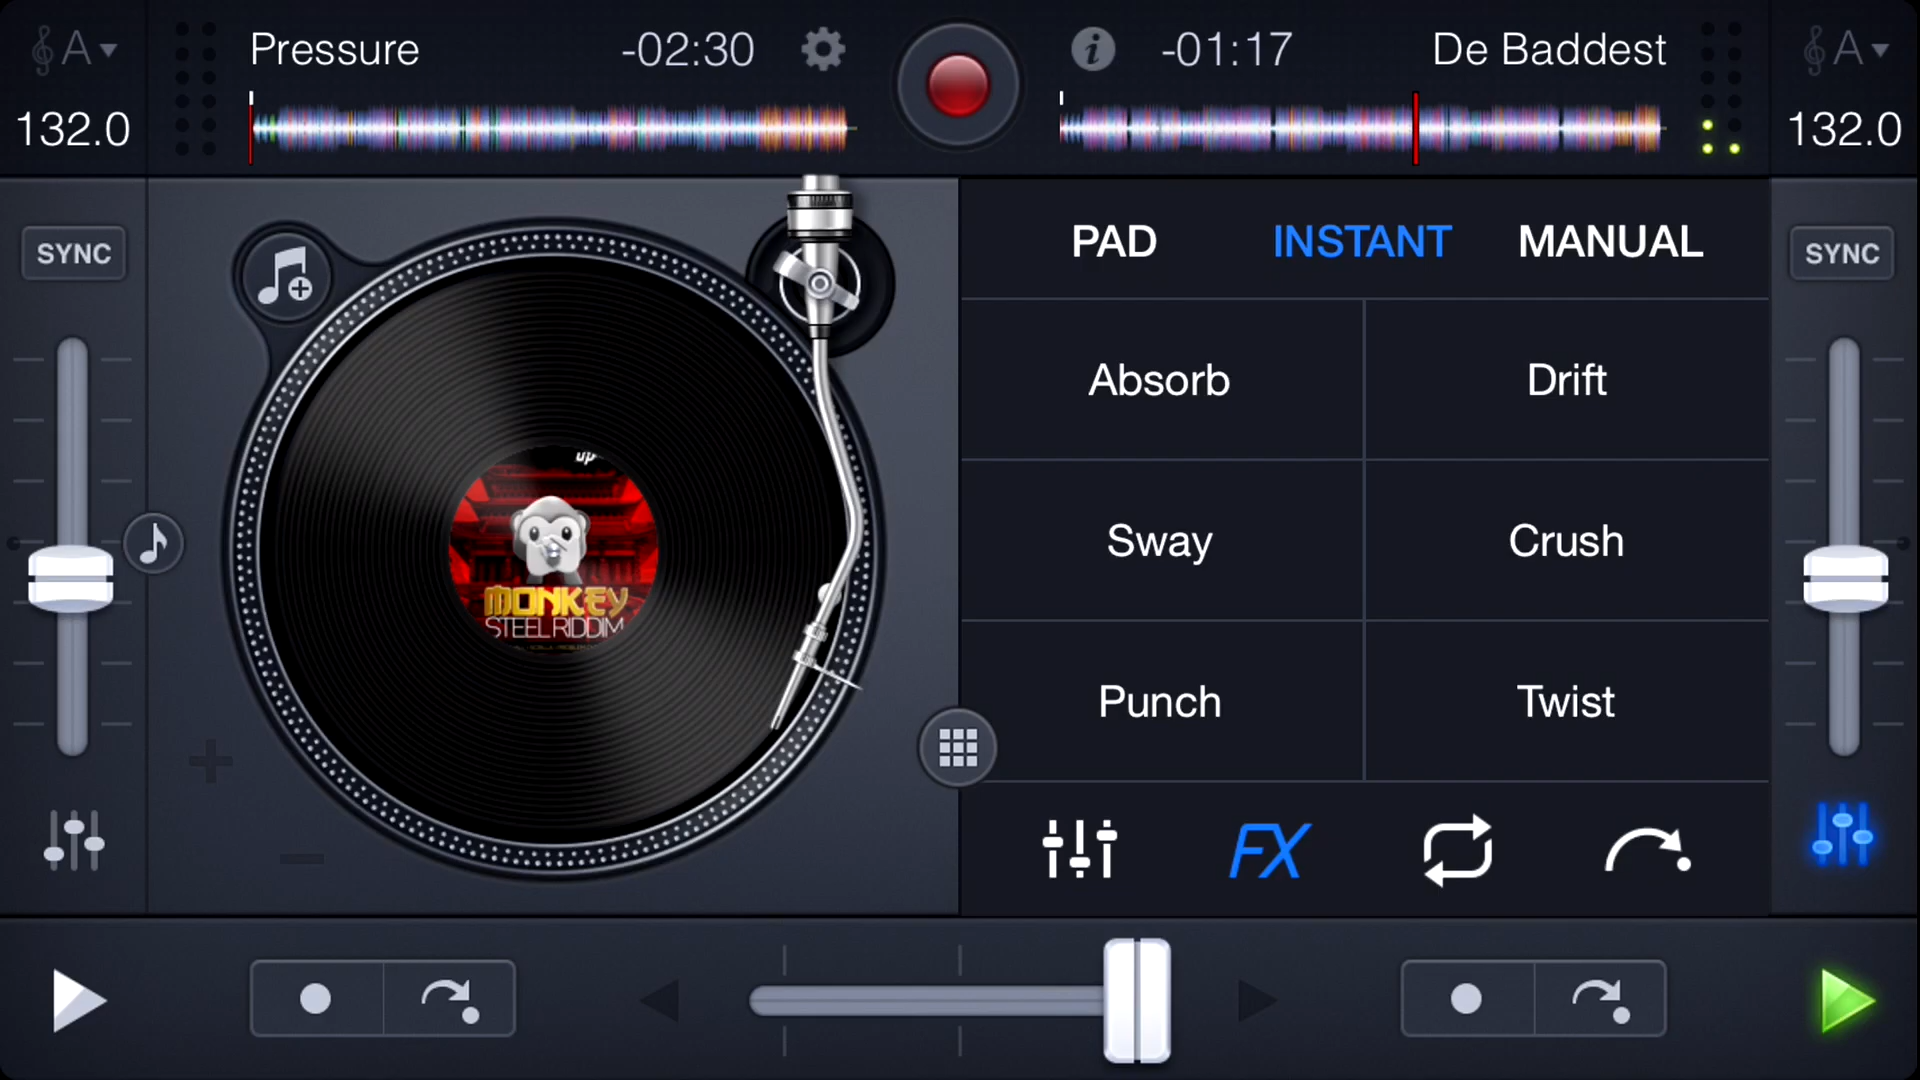 A
Pressure
-02:30
i
-01:17
De Baddest
A
132.0
132.0
SYNC
PAD
INSTANT
MANUAL
SYNC
Absorb
Drift
up
MONKEY
STEEL RIDDIM
Sway
Crush
Punch
Twist
FX